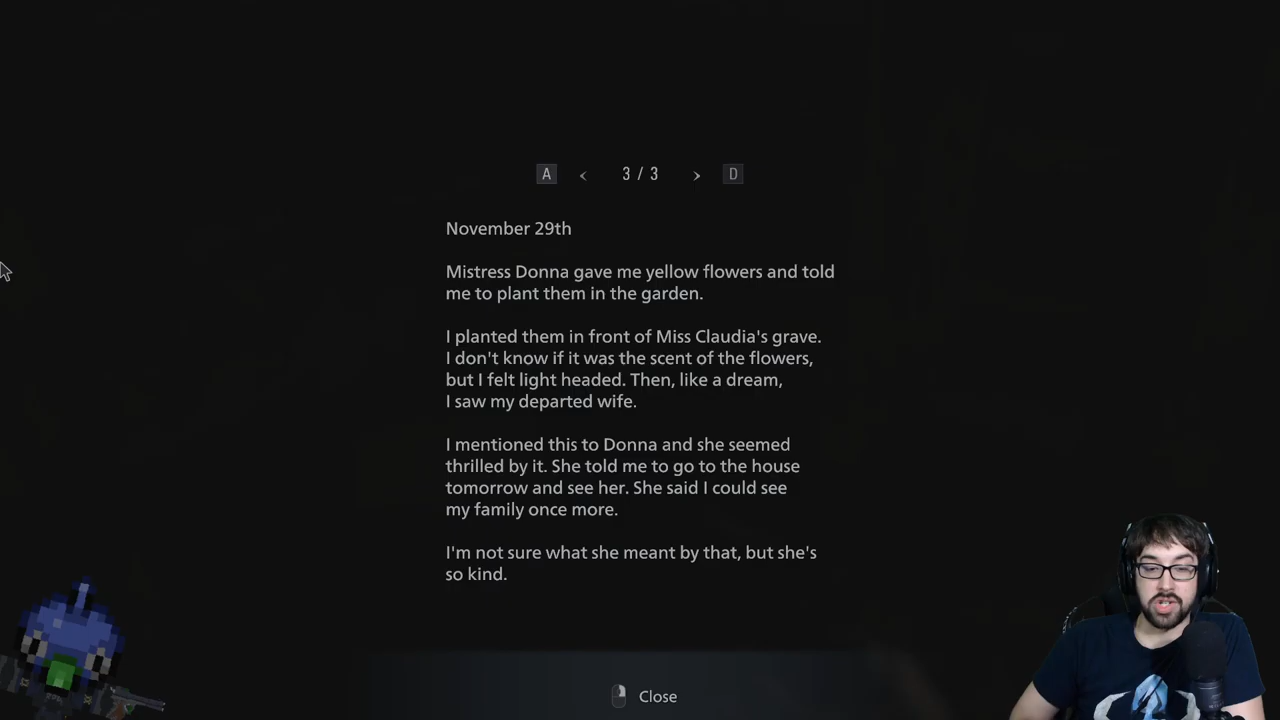 A < 3 / 3 > D
November 29th
Mistress Donna gave me yellow flowers and told
me to plant them in the garden.
I planted them in front of Miss Claudia's grave.
I don't know if it was the scent of the flowers,
but I felt light headed. Then, like a dream,
I saw my departed wife.
I mentioned this to Donna and she seemed
thrilled by it. She told me to go to the house
tomorrow and see her. She said I could see
my family once more.
I'm not sure what she meant by that, but she's
so kind.
Close